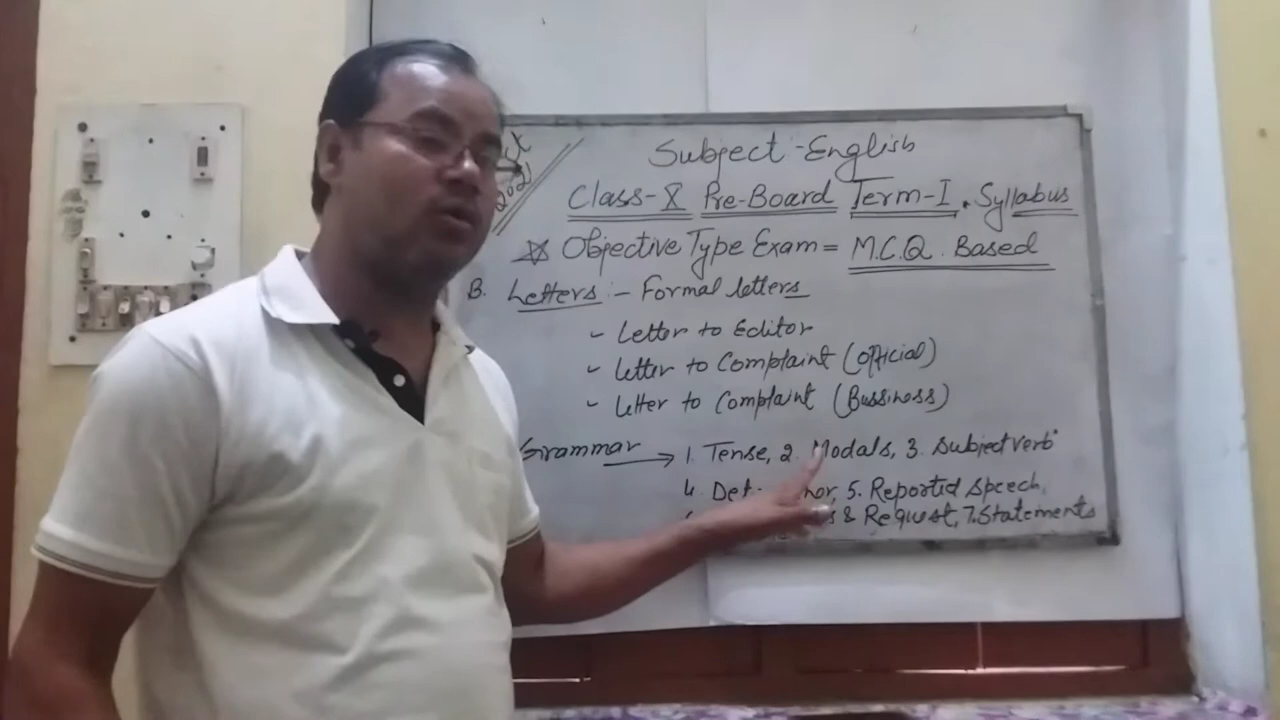 2021
Subject-English
Class-X Pre-Board Term-I. Syllabus
Objective Type Exam = M.C.Q. Based
B. Letters :- Formal letters
- Letter to Editor
- Letter to Complaint (official)
- Letter to Complaint (Bussiness)
Grammar → 1. Tense, 2. Modals, 3. Subject verb
4. 5. Reported Speech,
& Request, 7. Statements